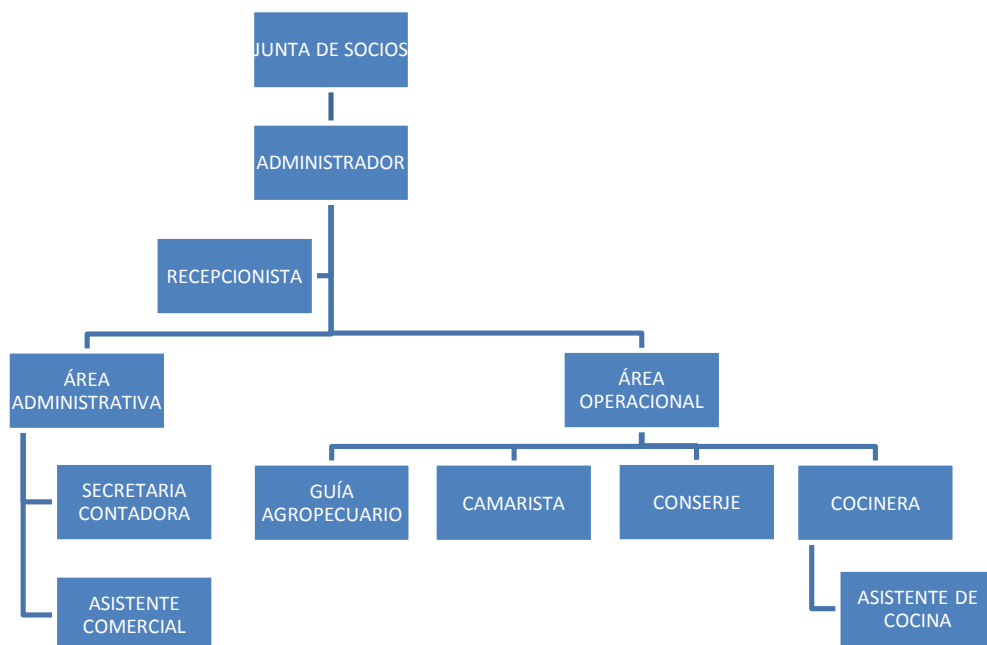 JUNTA DE SOCIOS
ADMINISTRADOR
RECEPCIONISTA
ÁREA
ADMINISTRATIVA
ÁREA
OPERACIONAL
SECRETARIA
CONTADORA
GUÍA
AGROPECUARIO
CAMARISTA
CONSERJE
COCINERA
ASISTENTE
COMERCIAL
ASISTENTE DE
COCINA